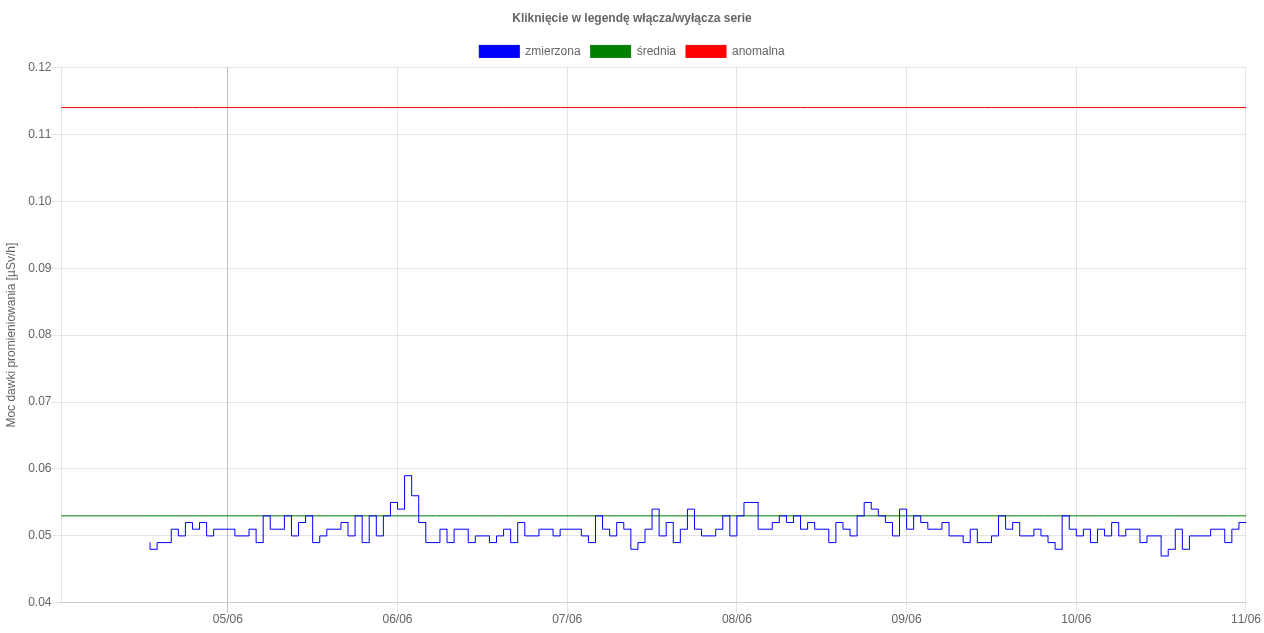 Kliknięcie w legendę włącza/wyłącza serie
zmierzona średnia anomalna
Moc dawki promieniowania [µSv/h]
0.12
0.11
0.10
0.09
0.08
0.07
0.06
0.05
0.04
05/06 06/06 07/06 08/06 09/06 10/06 11/06